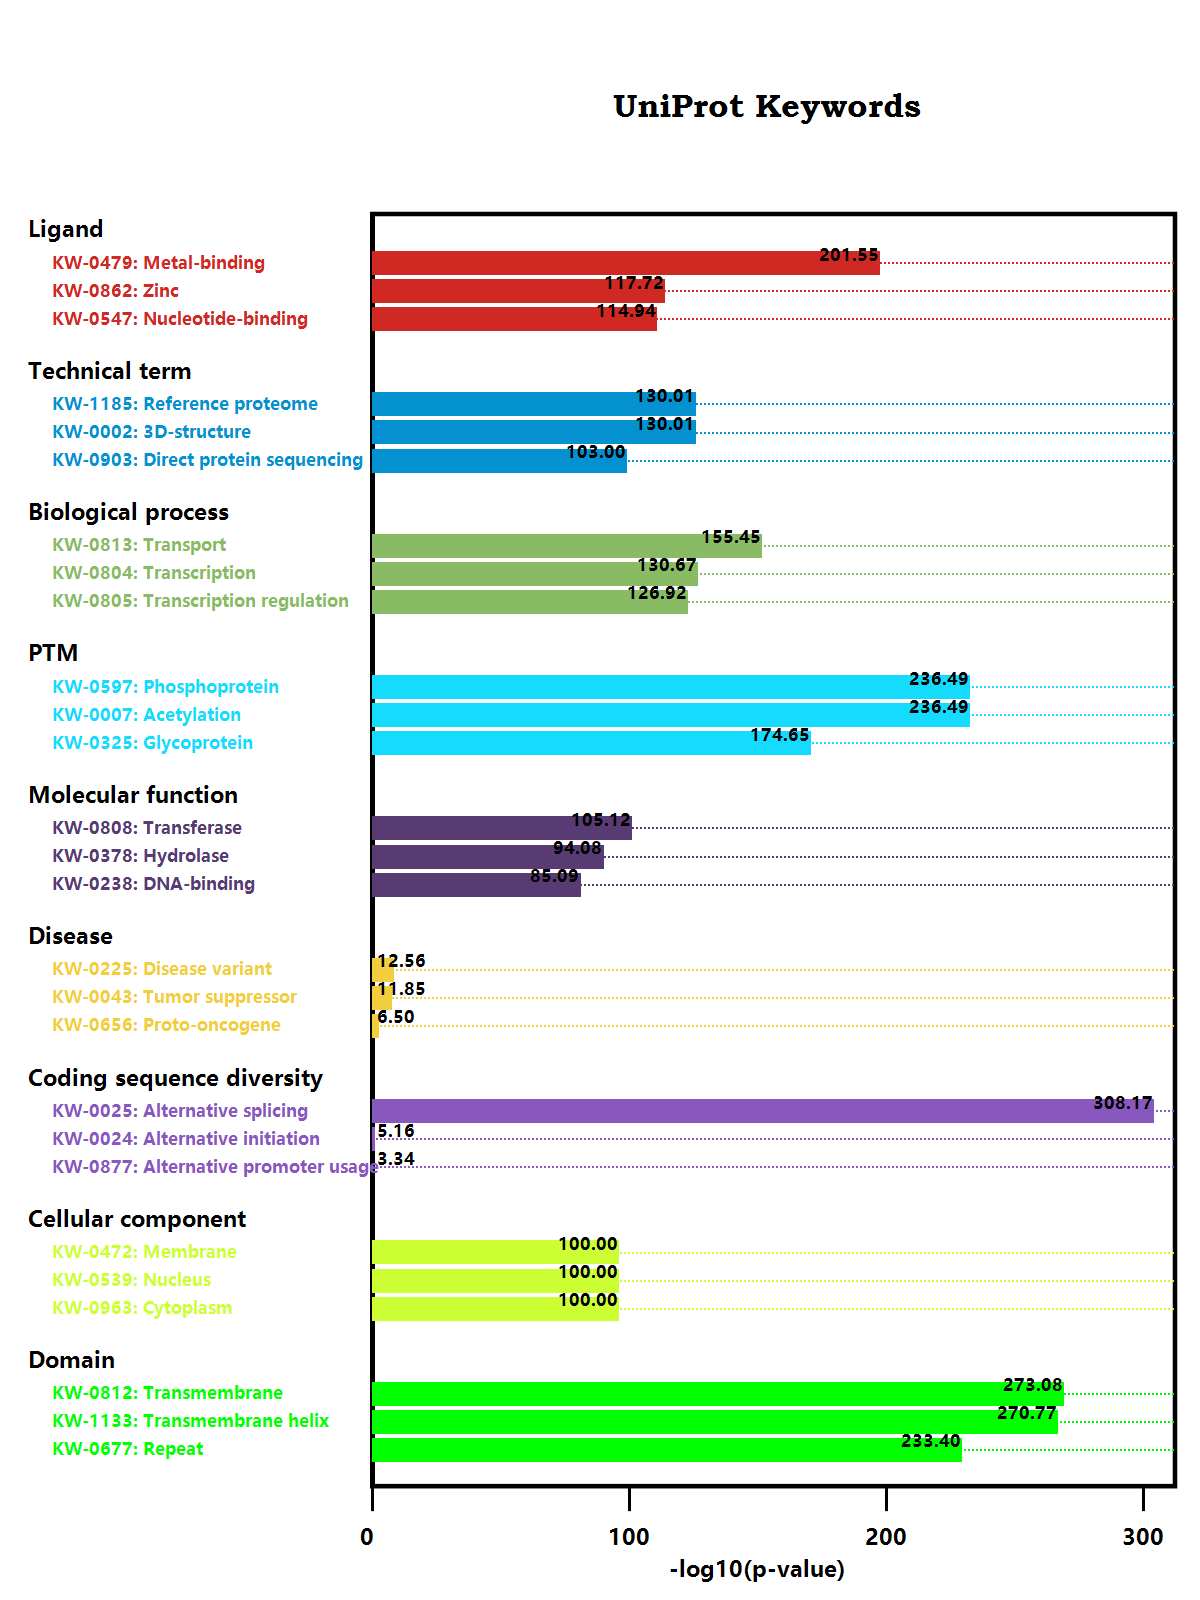 UniProt Keywords
Ligand
KW-0479: Metal-binding 201.55
KW-0862: Zinc 117.72
KW-0547: Nucleotide-binding 114.94
Technical term
KW-1185: Reference proteome 130.01
KW-0002: 3D-structure 130.01
KW-0903: Direct protein sequencing 103.00
Biological process
KW-0813: Transport 155.45
KW-0804: Transcription 130.67
KW-0805: Transcription regulation 126.92
PTM
KW-0597: Phosphoprotein 236.49
KW-0007: Acetylation 236.49
KW-0325: Glycoprotein 174.65
Molecular function
KW-0808: Transferase 105.12
KW-0378: Hydrolase 94.08
KW-0238: DNA-binding 85.09
Disease
KW-0225: Disease variant 12.56
KW-0043: Tumor suppressor 11.85
KW-0656: Proto-oncogene 6.50
Coding sequence diversity
KW-0025: Alternative splicing 308.17
KW-0024: Alternative initiation 5.16
KW-0877: Alternative promoter usage 3.34
Cellular component
KW-0472: Membrane 100.00
KW-0539: Nucleus 100.00
KW-0963: Cytoplasm 100.00
Domain
KW-0812: Transmembrane 273.08
KW-1133: Transmembrane helix 270.77
KW-0677: Repeat 233.40
0 100 200 300
-log10(p-value)